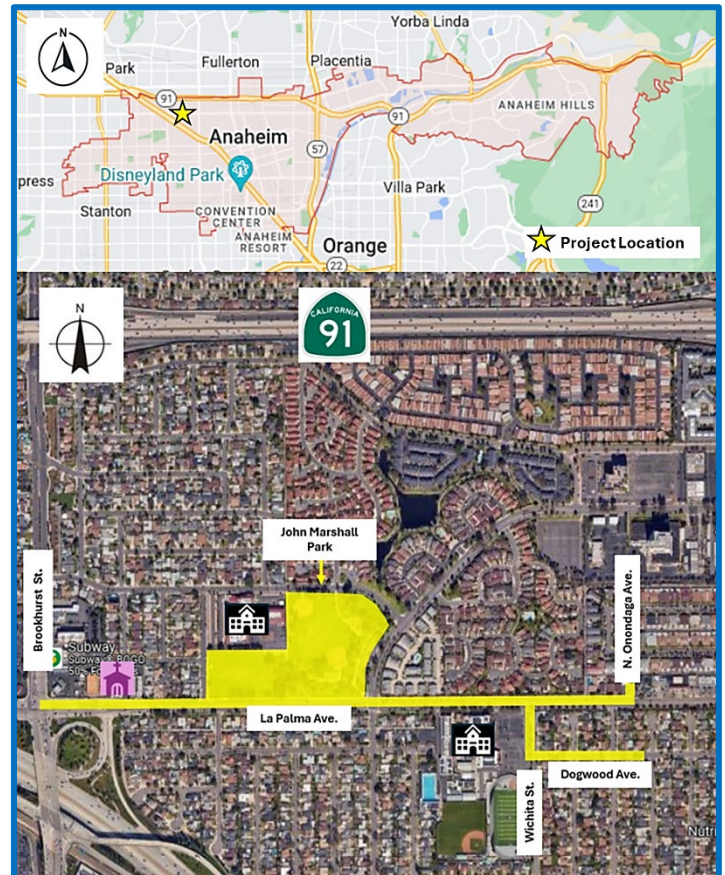 Yorba Linda
N
Park
Fullerton
Placentia
91
Anaheim
91
ANAHEIM HILLS
Disneyland Park
57
press
Stanton
CONVENTION
CENTER
ANAHEIM
RESORT
Villa Park
241
Orange
22
Project Location
N
CALIFORNIA
91
John Marshall
Park
Brookhurst St.
N. Onondaga Ave.
Subway
La Palma Ave.
Wichita St.
Dogwood Ave.
Nutri